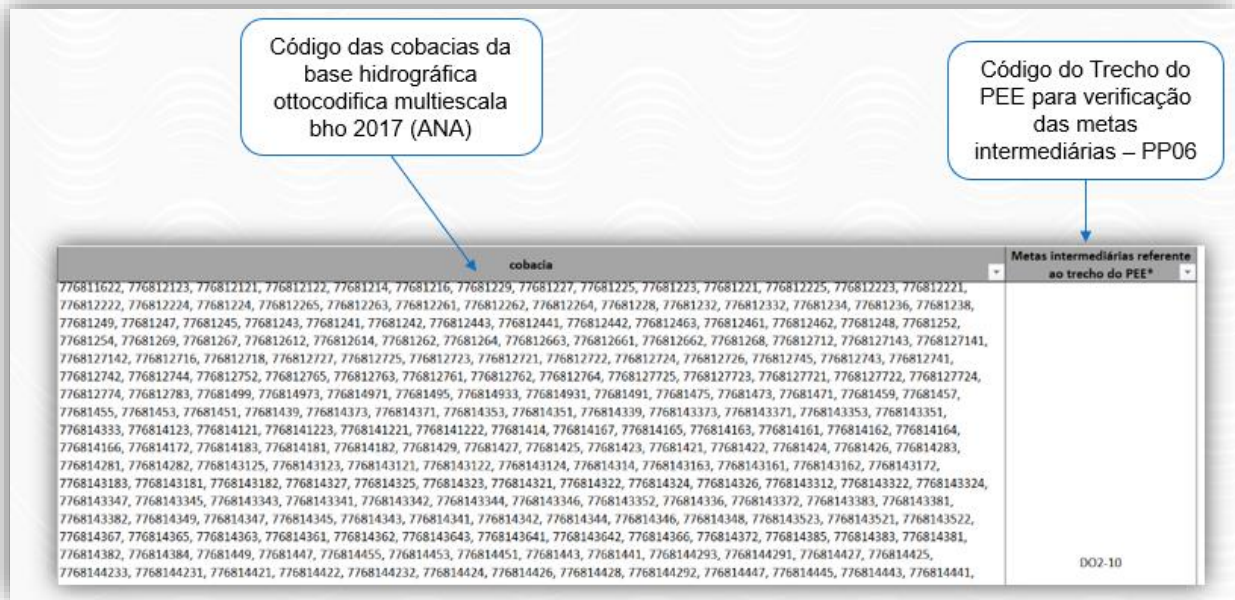 Código das cobacias da
base hidrográfica
ottocodifica multiescala
bho 2017 (ANA)
Código do Trecho do
PEE para verificação
das metas
intermediárias – PP06
cobacia
Metas intermediárias referente
ao trecho do PEE*
776811622, 776812123, 776812121, 776812122, 77681214, 77681216, 77681229, 77681227, 77681225, 77681223, 77681221, 776812225, 776812223, 776812221,
776812222, 776812224, 77681224, 776812265, 776812263, 776812261, 776812262, 776812264, 77681228, 7768123​2, 776812332, 77681234, 77681236, 77681238,
77681249, 77681247, 77681245, 77681243, 77681241, 77681242, 776812443, 776812441, 776812442, 776812463, 776812461, 776812462, 77681248, 77681252,
77681254, 77681269, 77681267, 776812612, 776812614, 77681262, 77681264, 776812663, 776812661, 776812662, 77681268, 776812712, 7768127143, 7768127141,
7768127142, 776812716, 776812718, 776812727, 776812725, 776812723, 776812721, 776812722, 776812724, 776812726, 776812745, 776812743, 776812741,
776812742, 776812744, 776812752, 776812765, 776812763, 776812761, 776812762, 776812764, 7768127725, 7768127723, 7768127721, 7768127722, 7768127724,
776812774, 776812783, 77681499, 776814973, 776814971, 77681495, 776814933, 776814931, 77681491, 77681475, 77681473, 77681471, 77681459, 77681457,
77681455, 77681453, 77681451, 77681439, 776814373, 776814371, 776814353, 776814351, 776814339, 7768143373, 7768143371, 7768143353, 7768143351,
776814333, 776814123, 776814121, 7768141223, 7768141221, 7768141222, 77681414, 776814167, 776814165, 776814163, 776814161, 776814162, 776814164,
776814166, 776814172, 776814183, 776814181, 776814182, 77681429, 77681427, 77681425, 77681423, 77681421, 77681422, 77681424, 77681426, 776814283,
776814281, 776814282, 7768143125, 7768143123, 7768143121, 7768143122, 7768143124, 776814314, 7768143163, 7768143161, 7768143162, 776814​3172,
7768143183, 7768143181, 7768143182, 776814327, 776814325, 776814323, 776814321, 776814322, 776814324, 776814326, 7768143312, 7768143322, 7768143324,
7768143347, 7768143345, 7768143343, 7768143341, 7768143342, 7768143344, 7768143346, 7768143352, 776814336, 7768143372, 7768143383, 7768143381,
7768143382, 776814349, 776814347, 776814345, 776814343, 776814341, 776814342, 776814344, 776814346, 776814348, 7768143523, 7768143521, 7768143522,
776814367, 776814365, 776814363, 776814361, 776814362, 7768143643, 7768143641, 7768143642, 776814366, 776814372, 776814385, 776814383, 776814381,
776814382, 776814384, 77681449, 77681447, 776814455, 776814453, 776814451, 77681443, 77681441, 776814429​3, 7768144291, 776814427, 776814425,
7768144233, 7768144231, 776814421, 776814422, 7768144232, 776814424, 776814426, 776814428, 7768144292, 776814447, 776814445, 776814443, 776814441,
DO2-10